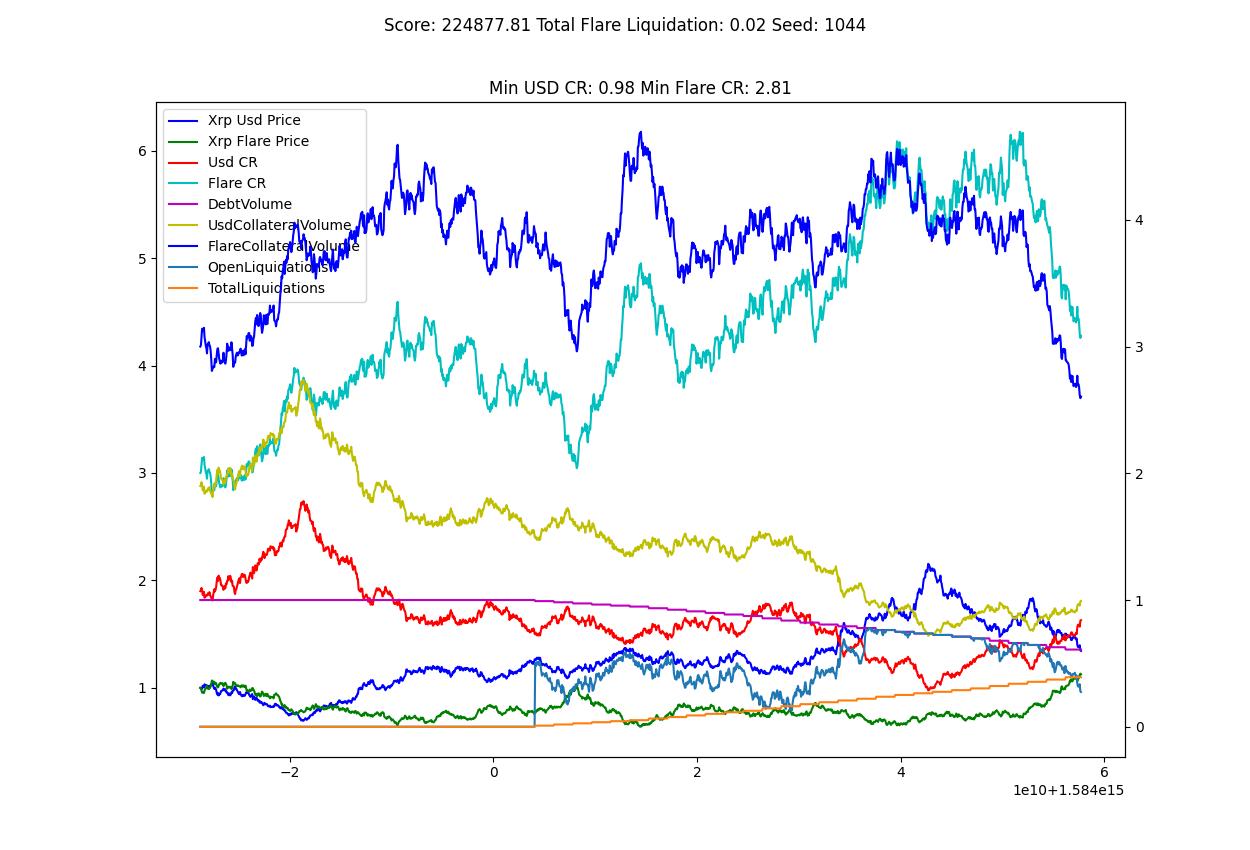 Score: 224877.81 Total Flare Liquidation: 0.02 Seed: 1044
Min USD CR: 0.98 Min Flare CR: 2.81
Xrp Usd Price
Xrp Flare Price
Usd CR
Flare CR
DebtVolume
UsdCollateralVolume
FlareCollateralVolume
OpenLiquidations
TotalLiquidations
6
5
4
3
2
1
4
3
2
1
0
−2 0 2 4 6
1e10+1.584e15